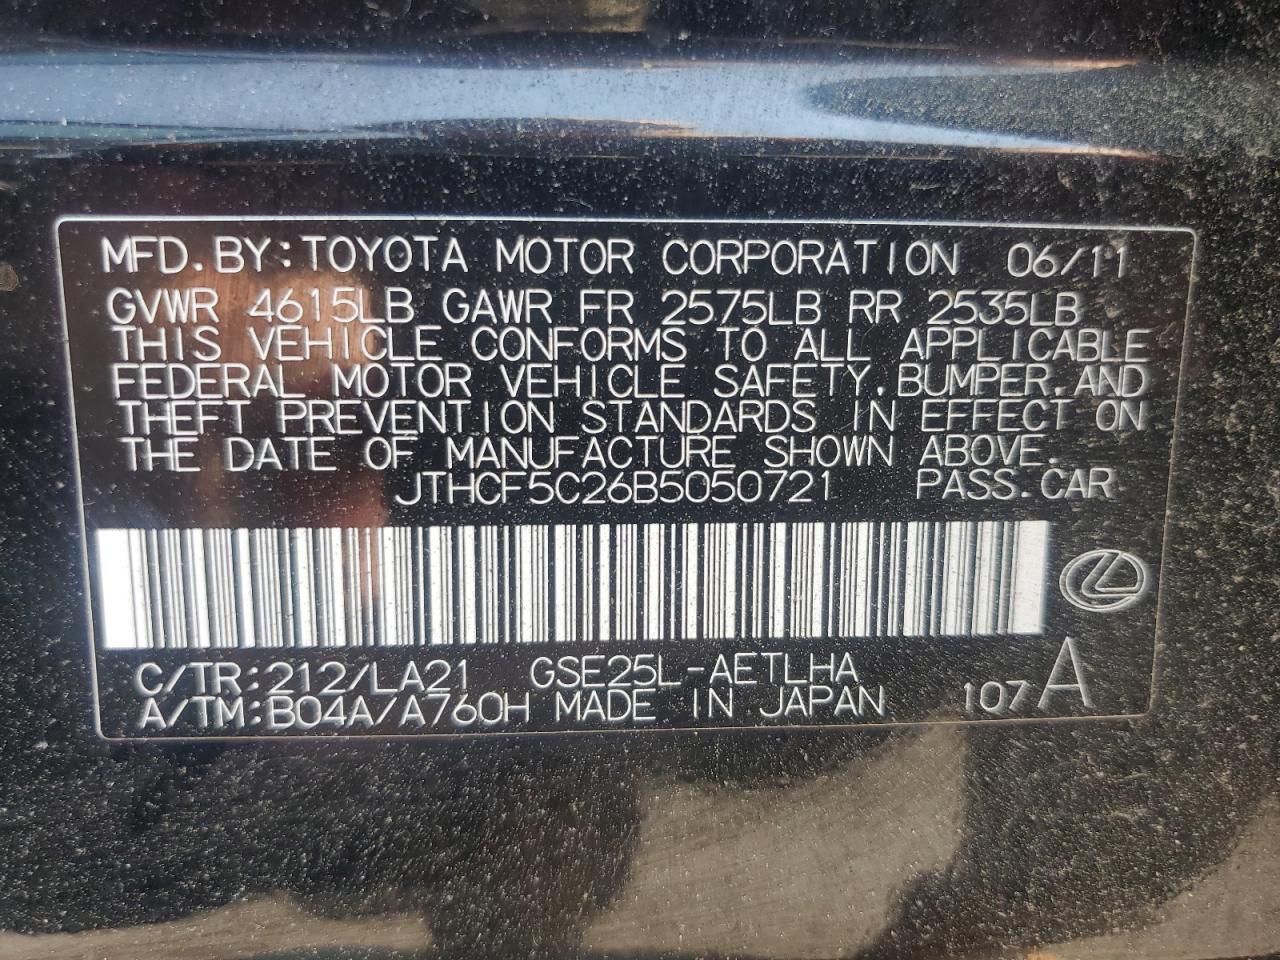 MFD. BY: TOYOTA MOTOR CORPORATION 06/11
GVWR 4615LB GAWR FR 2575LB RR 2535LB
THIS VEHICLE CONFORMS TO ALL APPLICABLE
FEDERAL MOTOR VEHICLE SAFETY, BUMPER, AND
THEFT PREVENTION STANDARDS IN EFFECT ON
THE DATE OF MANUFACTURE SHOWN ABOVE.
JTHCF5C26B5050721 PASS. CAR
C/TR: 212/LA21 GSE25L-AETLHA
A/TM: B04A/A760H MADE IN JAPAN 107 A